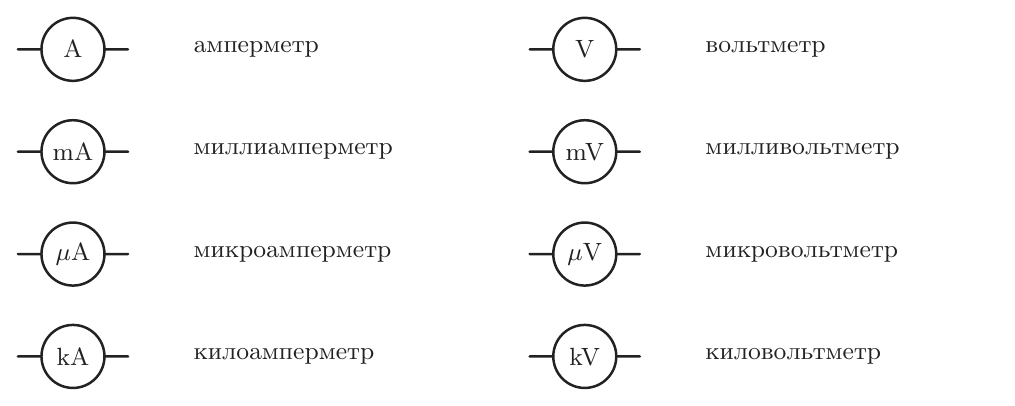 A амперметр V вольтметр
mA миллиамперметр mV милливольтметр
μA микроамперметр μV микровольтметр
kA килоамперметр kV киловольтметр